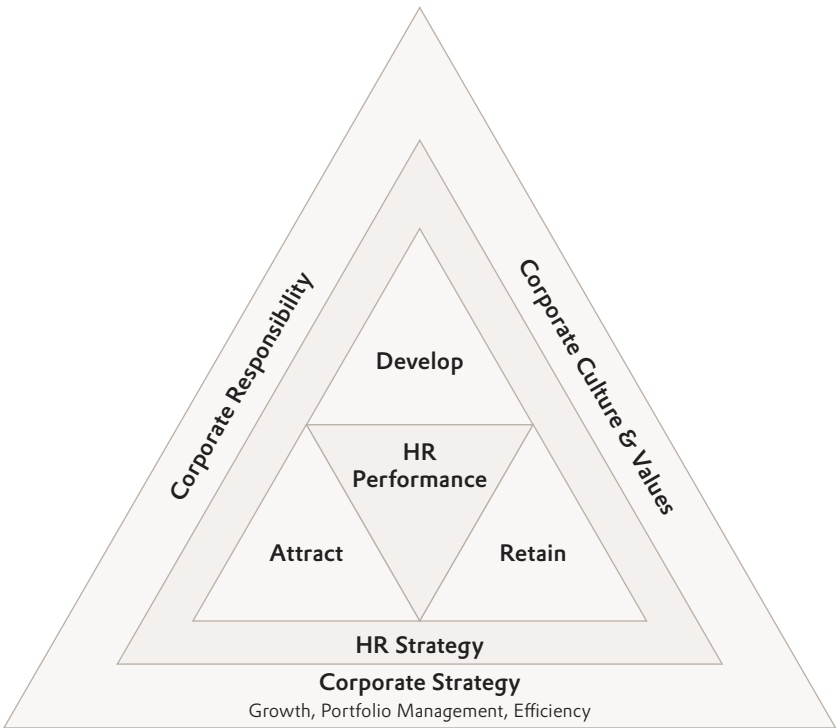 Corporate Responsibility
Corporate Culture & Values
Develop
HR
Performance
Attract
Retain
HR Strategy
Corporate Strategy
Growth, Portfolio Management, Efficiency